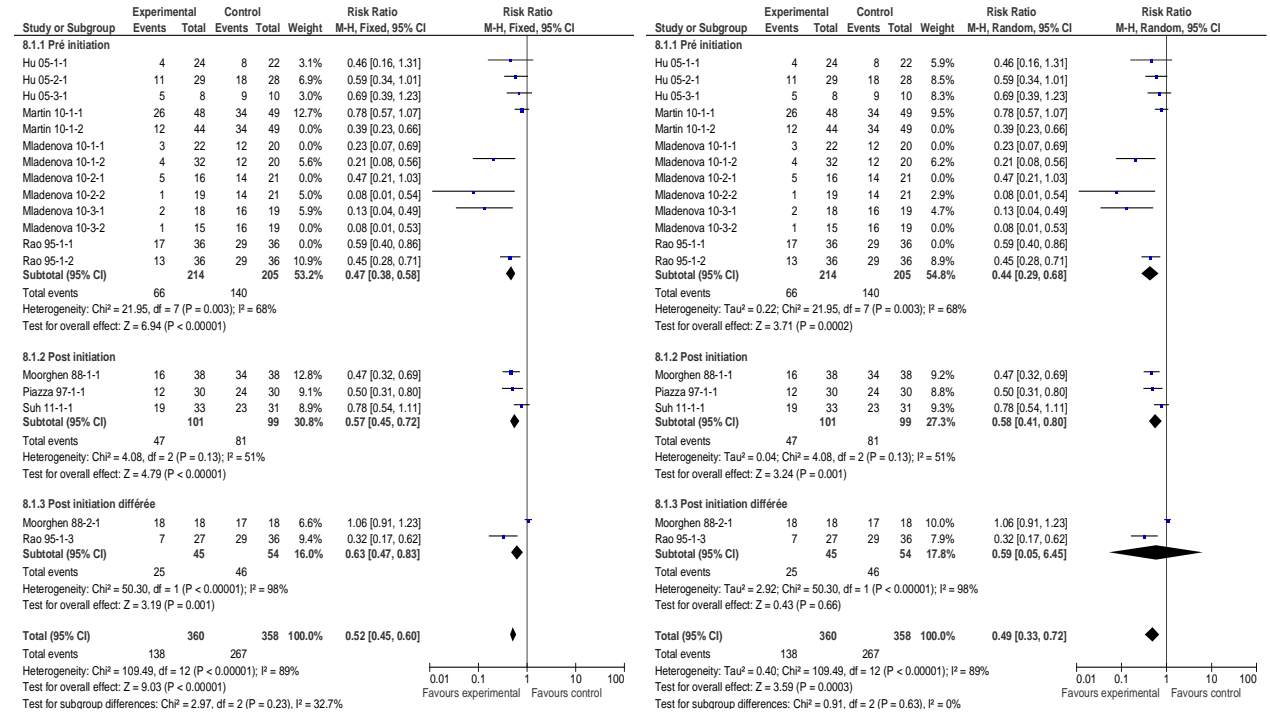 Experimental Control Risk Ratio Risk Ratio
Study or Subgroup Events Total Events Total Weight M-H, Fixed, 95% CI M-H, Fixed, 95% CI
8.1.1 Pré initiation
Hu 05-1-1 4 24 8 22 3.1% 0.46 [0.16, 1.31]
Hu 05-2-1 11 29 18 28 6.9% 0.59 [0.34, 1.01]
Hu 05-3-1 5 8 9 10 3.0% 0.69 [0.39, 1.23]
Martin 10-1-1 26 48 34 49 12.7% 0.78 [0.57, 1.07]
Martin 10-1-2 12 44 34 49 0.0% 0.39 [0.23, 0.66]
Mladenova 10-1-1 3 22 12 20 0.0% 0.23 [0.07, 0.69]
Mladenova 10-1-2 4 32 12 20 5.6% 0.21 [0.08, 0.56]
Mladenova 10-2-1 5 16 14 21 0.0% 0.47 [0.21, 1.03]
Mladenova 10-2-2 1 19 14 21 5.0% 0.08 [0.01, 0.54]
Mladenova 10-3-1 2 18 16 19 5.9% 0.13 [0.04, 0.49]
Mladenova 10-3-2 1 15 16 19 0.0% 0.08 [0.01, 0.53]
Rao 95-1-1 17 36 29 36 0.0% 0.59 [0.40, 0.86]
Rao 95-1-2 13 36 29 36 10.9% 0.45 [0.28, 0.71]
Subtotal (95% CI) 214 205 53.2% 0.47 [0.38, 0.58]
Total events 66 140
Heterogeneity: Chi² = 21.95, df = 7 (P = 0.003); I² = 68%
Test for overall effect: Z = 6.94 (P < 0.00001)
8.1.2 Post initiation
Moorghen 88-1-1 16 38 34 38 12.8% 0.47 [0.32, 0.69]
Piazza 97-1-1 12 30 24 30 9.1% 0.50 [0.31, 0.80]
Suh 11-1-1 19 33 23 31 8.9% 0.78 [0.54, 1.11]
Subtotal (95% CI) 101 99 30.8% 0.57 [0.45, 0.72]
Total events 47 81
Heterogeneity: Chi² = 4.08, df = 2 (P = 0.13); I² = 51%
Test for overall effect: Z = 4.79 (P < 0.00001)
8.1.3 Post initiation différée
Moorghen 88-2-1 18 18 17 18 6.6% 1.06 [0.91, 1.23]
Rao 95-1-3 7 27 29 36 9.4% 0.32 [0.17, 0.62]
Subtotal (95% CI) 45 54 16.0% 0.63 [0.47, 0.83]
Total events 25 46
Heterogeneity: Chi² = 50.30, df = 1 (P < 0.00001); I² = 98%
Test for overall effect: Z = 3.19 (P = 0.001)
Total (95% CI) 360 358 100.0% 0.52 [0.45, 0.60]
Total events 138 267
Heterogeneity: Chi² = 109.49, df = 12 (P < 0.00001); I² = 89%
Test for overall effect: Z = 9.03 (P < 0.00001)
Test for subgroup differences: Chi² = 2.97, df = 2 (P = 0.23), I² = 32.7%
0.01 0.1 1 10 100
Favours experimental Favours control
Experimental Control Risk Ratio Risk Ratio
Study or Subgroup Events Total Events Total Weight M-H, Random, 95% CI M-H, Random, 95% CI
8.1.1 Pré initiation
Hu 05-1-1 4 24 8 22 5.9% 0.46 [0.16, 1.31]
Hu 05-2-1 11 29 18 28 8.6% 0.59 [0.34, 1.01]
Hu 05-3-1 5 8 9 10 8.3% 0.69 [0.39, 1.23]
Martin 10-1-1 26 48 34 49 9.5% 0.78 [0.57, 1.07]
Martin 10-1-2 12 44 34 49 0.0% 0.39 [0.23, 0.66]
Mladenova 10-1-1 3 22 12 20 0.0% 0.23 [0.07, 0.69]
Mladenova 10-1-2 4 32 12 20 6.2% 0.21 [0.08, 0.56]
Mladenova 10-2-1 5 16 14 21 0.0% 0.47 [0.21, 1.03]
Mladenova 10-2-2 1 19 14 21 2.9% 0.08 [0.01, 0.54]
Mladenova 10-3-1 2 18 16 19 4.7% 0.13 [0.04, 0.49]
Mladenova 10-3-2 1 15 16 19 0.0% 0.08 [0.01, 0.53]
Rao 95-1-1 17 36 29 36 0.0% 0.59 [0.40, 0.86]
Rao 95-1-2 13 36 29 36 8.9% 0.45 [0.28, 0.71]
Subtotal (95% CI) 214 205 54.8% 0.44 [0.29, 0.68]
Total events 66 140
Heterogeneity: Tau² = 0.22; Chi² = 21.95, df = 7 (P = 0.003); I² = 68%
Test for overall effect: Z = 3.71 (P = 0.0002)
8.1.2 Post initiation
Moorghen 88-1-1 16 38 34 38 9.2% 0.47 [0.32, 0.69]
Piazza 97-1-1 12 30 24 30 8.9% 0.50 [0.31, 0.80]
Suh 11-1-1 19 33 23 31 9.3% 0.78 [0.54, 1.11]
Subtotal (95% CI) 101 99 27.3% 0.58 [0.41, 0.80]
Total events 47 81
Heterogeneity: Tau² = 0.04; Chi² = 4.08, df = 2 (P = 0.13); I² = 51%
Test for overall effect: Z = 3.24 (P = 0.001)
8.1.3 Post initiation différée
Moorghen 88-2-1 18 18 17 18 10.0% 1.06 [0.91, 1.23]
Rao 95-1-3 7 27 29 36 7.9% 0.32 [0.17, 0.62]
Subtotal (95% CI) 45 54 17.8% 0.59 [0.05, 6.45]
Total events 25 46
Heterogeneity: Tau² = 2.92; Chi² = 50.30, df = 1 (P < 0.00001); I² = 98%
Test for overall effect: Z = 0.43 (P = 0.66)
Total (95% CI) 360 358 100.0% 0.49 [0.33, 0.72]
Total events 138 267
Heterogeneity: Tau² = 0.40; Chi² = 109.49, df = 12 (P < 0.00001); I² = 89%
Test for overall effect: Z = 3.59 (P = 0.0003)
Test for subgroup differences: Chi² = 0.91, df = 2 (P = 0.63), I² = 0%
0.01 0.1 1 10 100
Favours experimental Favours control